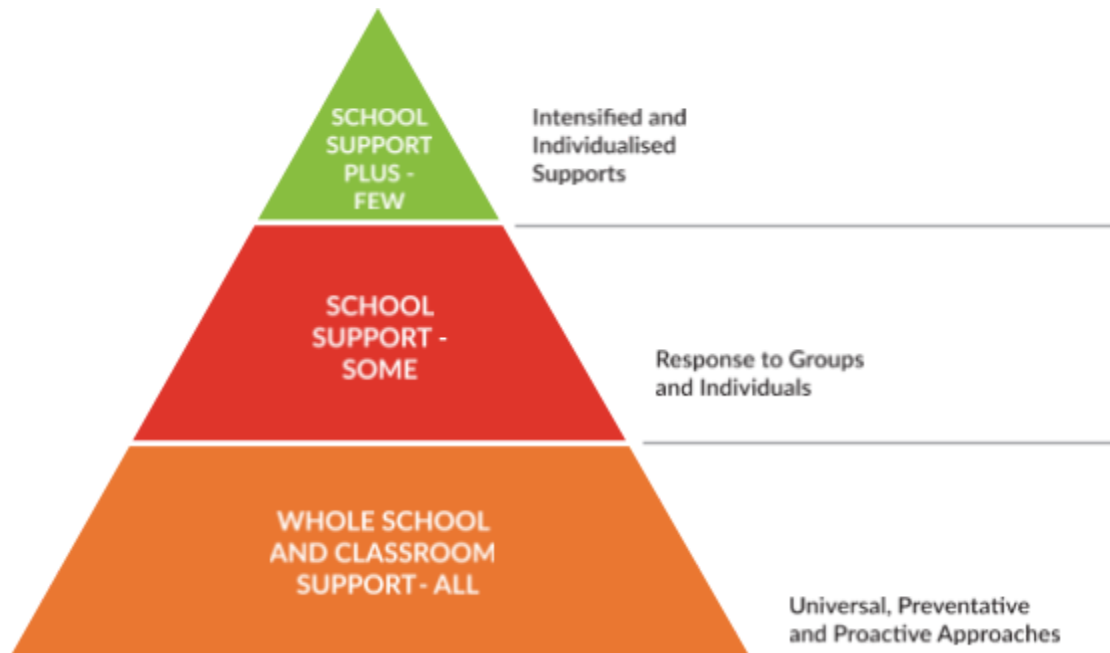 SCHOOL
SUPPORT
PLUS -
FEW
Intensified and
Individualised
Supports
SCHOOL
SUPPORT -
SOME
Response to Groups
and Individuals
WHOLE SCHOOL
AND CLASSROOM
SUPPORT - ALL
Universal, Preventative
and Proactive Approaches